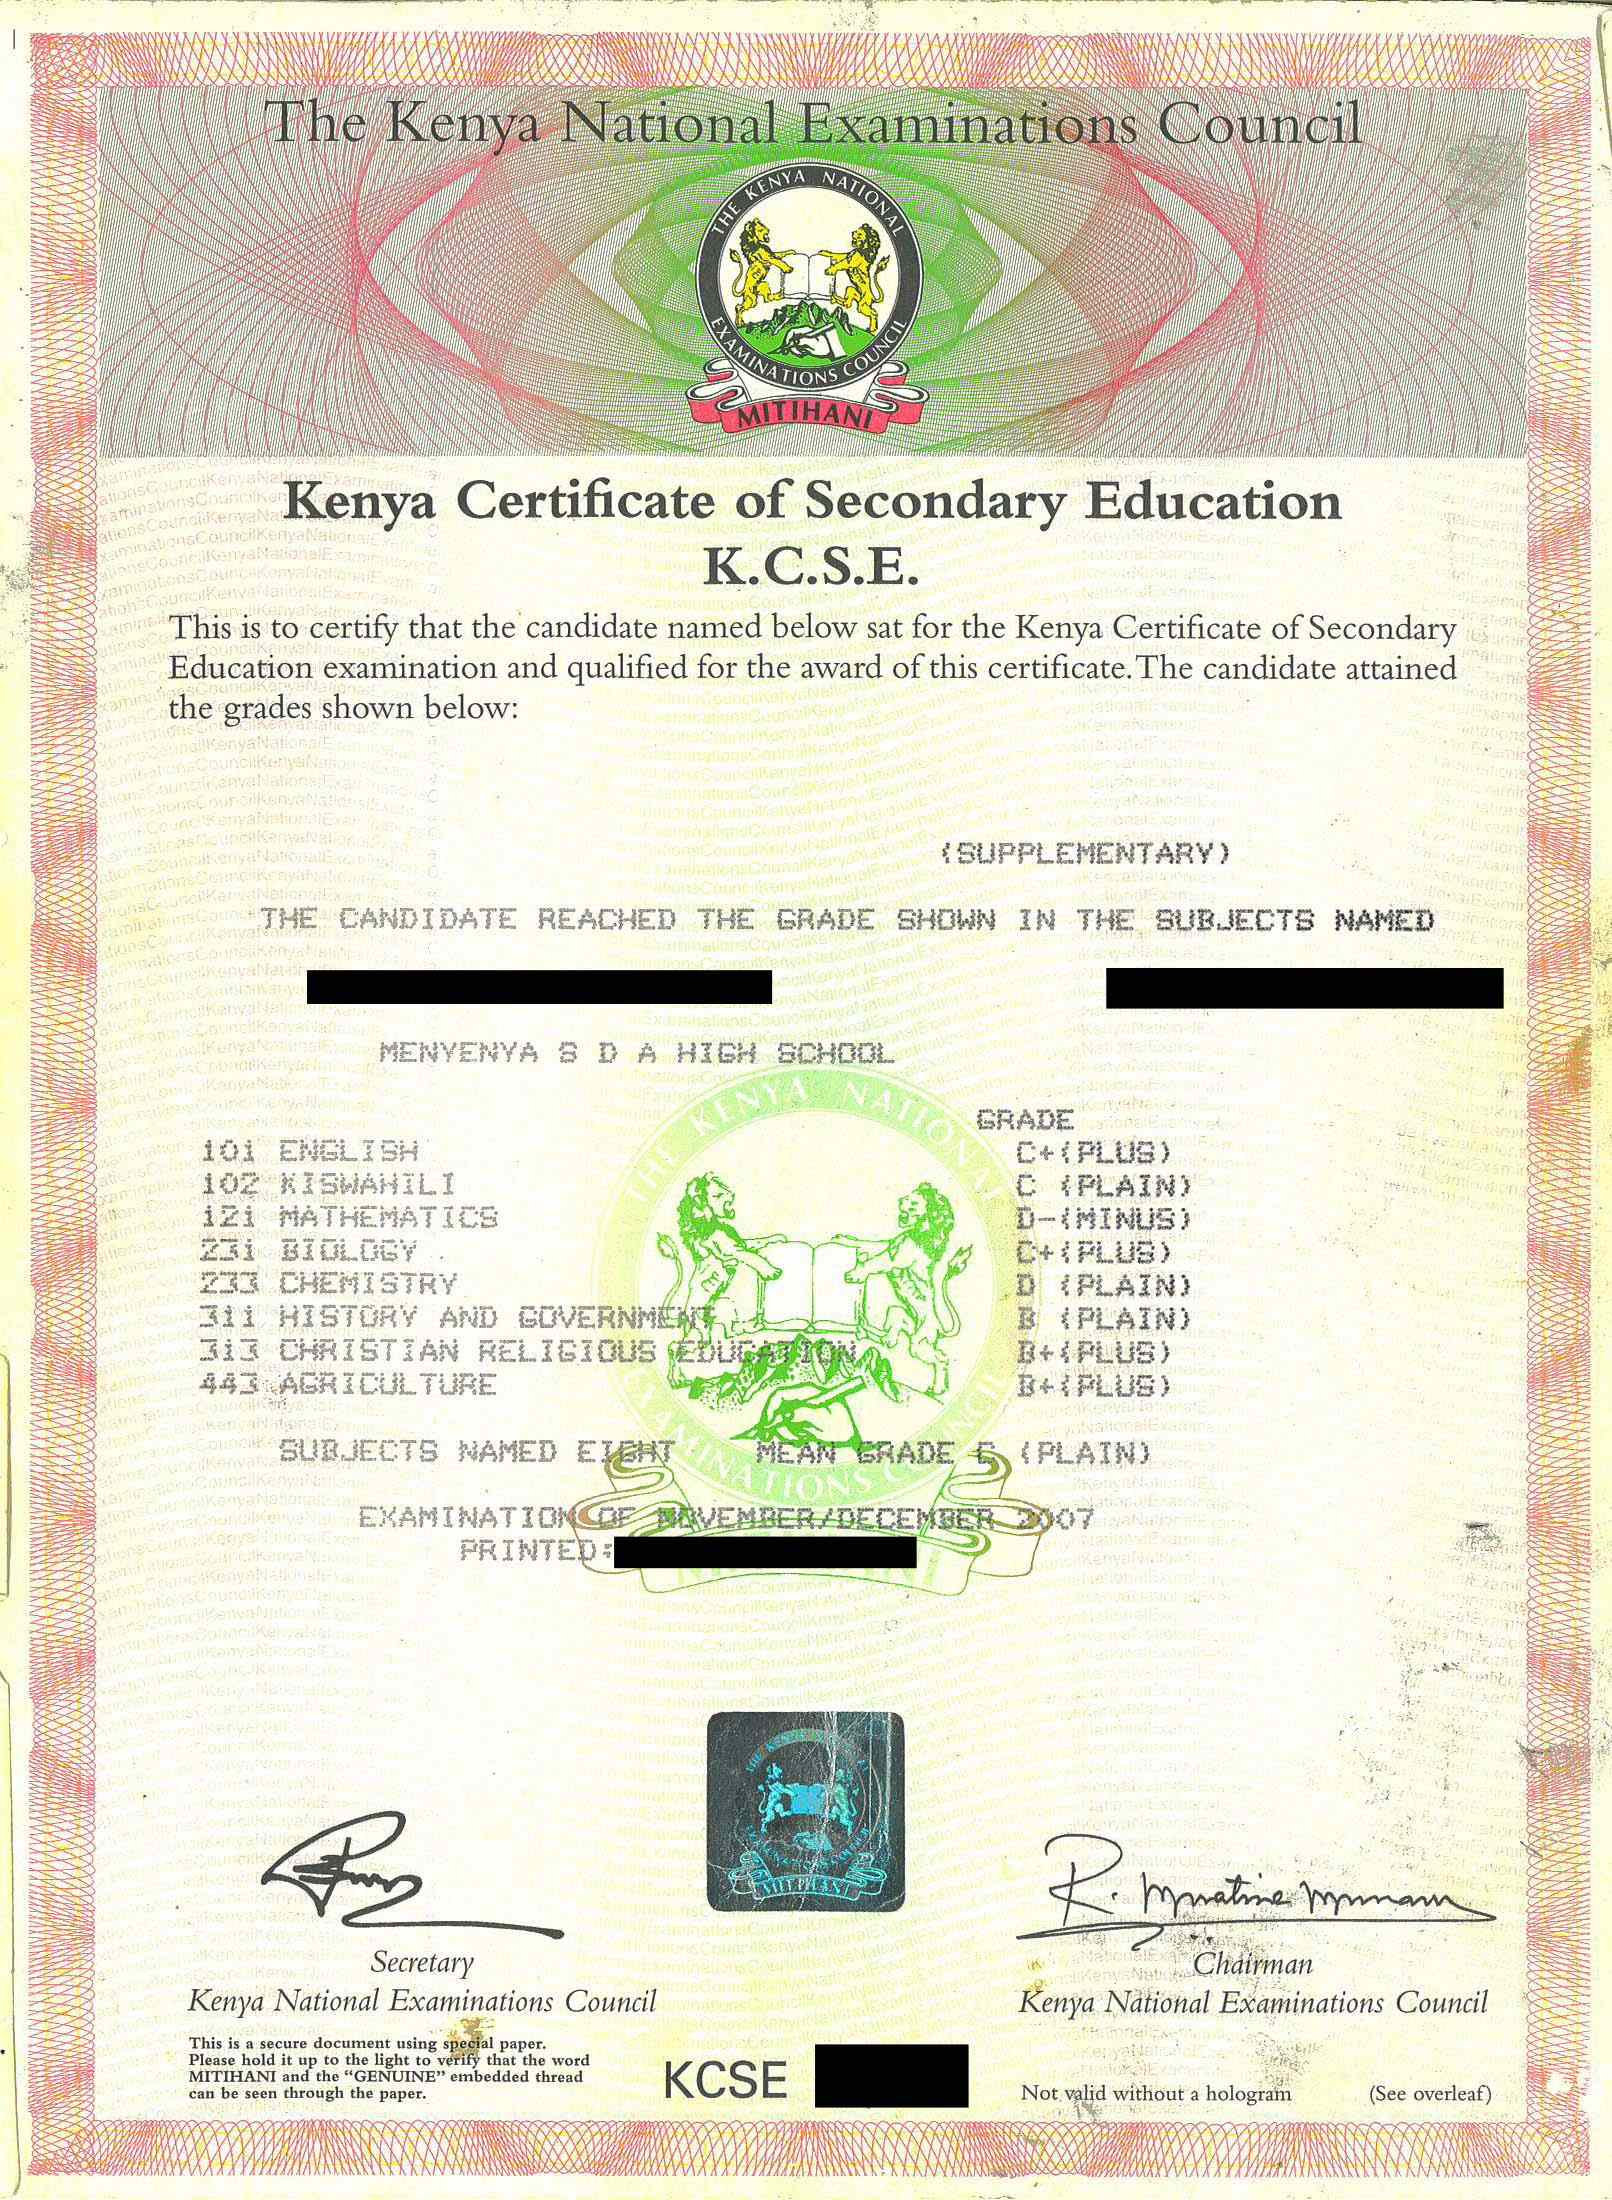 The Kenya National Examinations Council
THE KENYA NATIONAL
EXAMINATIONS COUNCIL
MITIHANI
Kenya Certificate of Secondary Education
K.C.S.E.
This is to certify that the candidate named below sat for the Kenya Certificate of Secondary
Education examination and qualified for the award of this certificate. The candidate attained
the grades shown below:
(SUPPLEMENTARY)
THE CANDIDATE REACHED THE GRADE SHOWN IN THE SUBJECTS NAMED
MENYENYA S D A HIGH SCHOOL
GRADE
101 ENGLISH C+(PLUS)
102 KISWAHILI C (PLAIN)
121 MATHEMATICS D-(MINUS)
231 BIOLOGY C+(PLUS)
233 CHEMISTRY D (PLAIN)
311 HISTORY AND GOVERNMENT B (PLAIN)
313 CHRISTIAN RELIGIOUS EDUCATION B+(PLUS)
443 AGRICULTURE B+(PLUS)
SUBJECTS NAMED EIGHT MEAN GRADE C (PLAIN)
EXAMINATION OF NOVEMBER/DECEMBER 2007
PRINTED:
Secretary
Kenya National Examinations Council
Chairman
Kenya National Examinations Council
This is a secure document using special paper.
Please hold it up to the light to verify that the word
MITIHANI and the “GENUINE” embedded thread
can be seen through the paper.
KCSE
Not valid without a hologram (See overleaf)